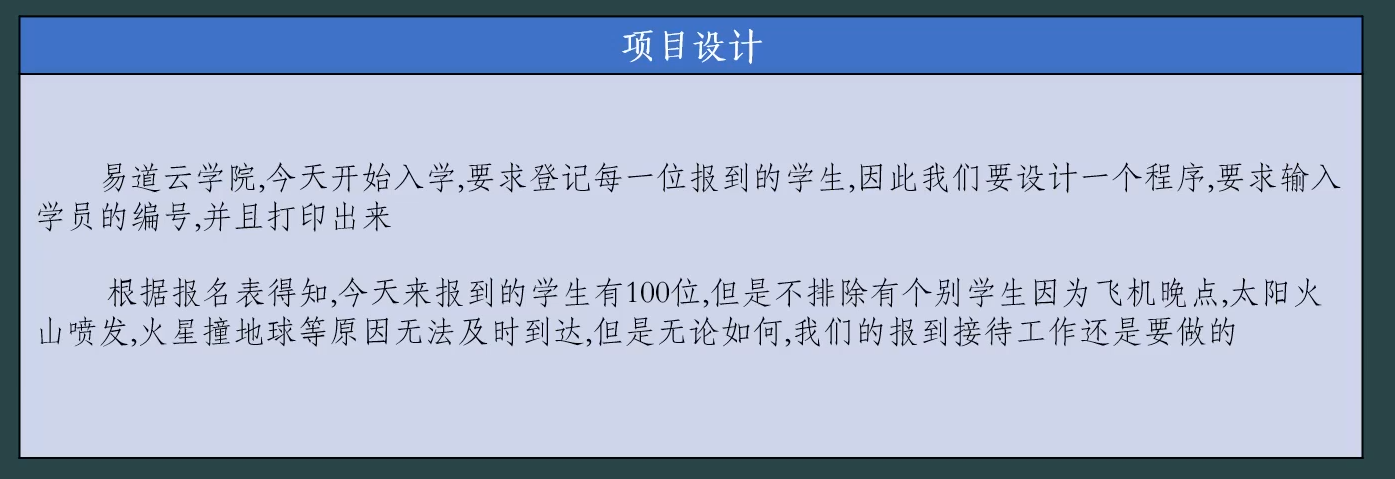 项目设计
易道云学院,今天开始入学,要求登记每一位报到的学生,因此我们要设计一个程序,要求输入
学员的编号,并且打印出来
根据报名表得知,今天来报到的学生有100位,但是不排除有个别学生因为飞机晚点,太阳火
山喷发,火星撞地球等原因无法及时到达,但是无论如何,我们的报到接待工作还是要做的